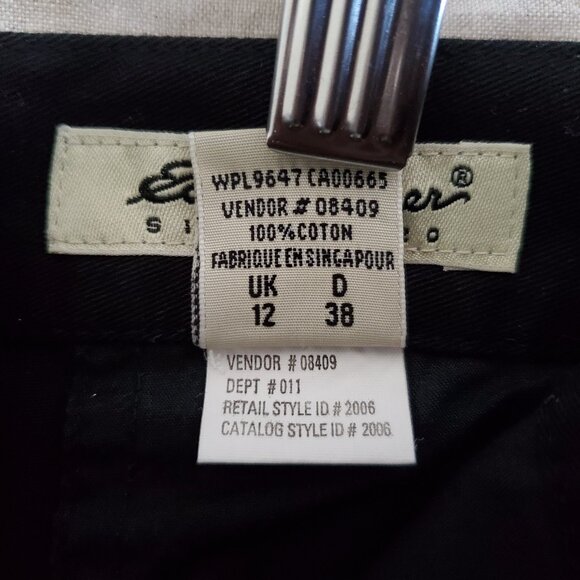 WPL9647 CA00665
VENDOR # 08409
100% COTON
FABRIQUE EN SINGAPOUR
UK D
12 38
VENDOR # 08409
DEPT # 011
RETAIL STYLE ID # 2006
CATALOG STYLE ID # 2006